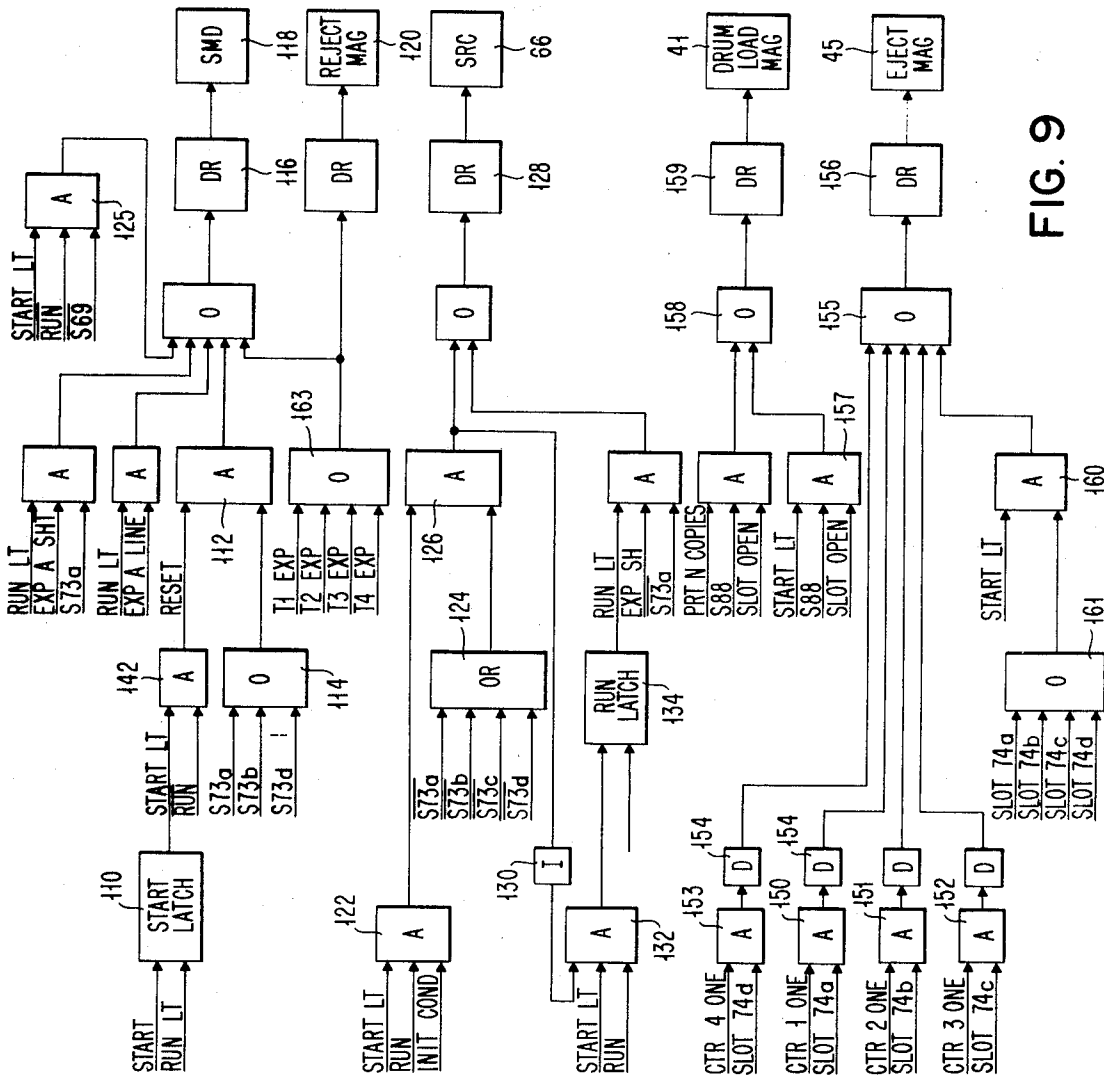 START LT
RUN
S69
A
125
RUN LT
EXP A SHT
S73a
A
RUN LT
EXP A LINE
A
RESET
A
112
O
DR
116
SMD
118
START
RUN LT
START LATCH
110
START LT
RUN
A
142
S73a
S73b
S73d
O
114
T1 EXP
T2 EXP
T3 EXP
T4 EXP
O
163
DR
REJECT MAG
120
START LT
RUN
INIT COND
A
122
S73a
S73b
S73c
S73d
OR
124
A
126
O
DR
128
SRC
66
I
130
START LT
RUN
A
132
RUN LATCH
134
RUN LT
EXP SH
S73a
A
PRT N COPIES
S88
SLOT OPEN
A
START LT
S88
SLOT OPEN
A
157
O
158
DR
159
DRUM LOAD MAG
41
CTR 4 ONE
SLOT 74d
A
153
D
154
CTR 1 ONE
SLOT 74a
A
150
D
154
CTR 2 ONE
SLOT 74b
A
151
D
CTR 3 ONE
SLOT 74c
A
152
D
O
155
DR
156
EJECT MAG
45
SLOT 74a
SLOT 74b
SLOT 74c
SLOT 74d
O
161
START LT
A
160
FIG. 9